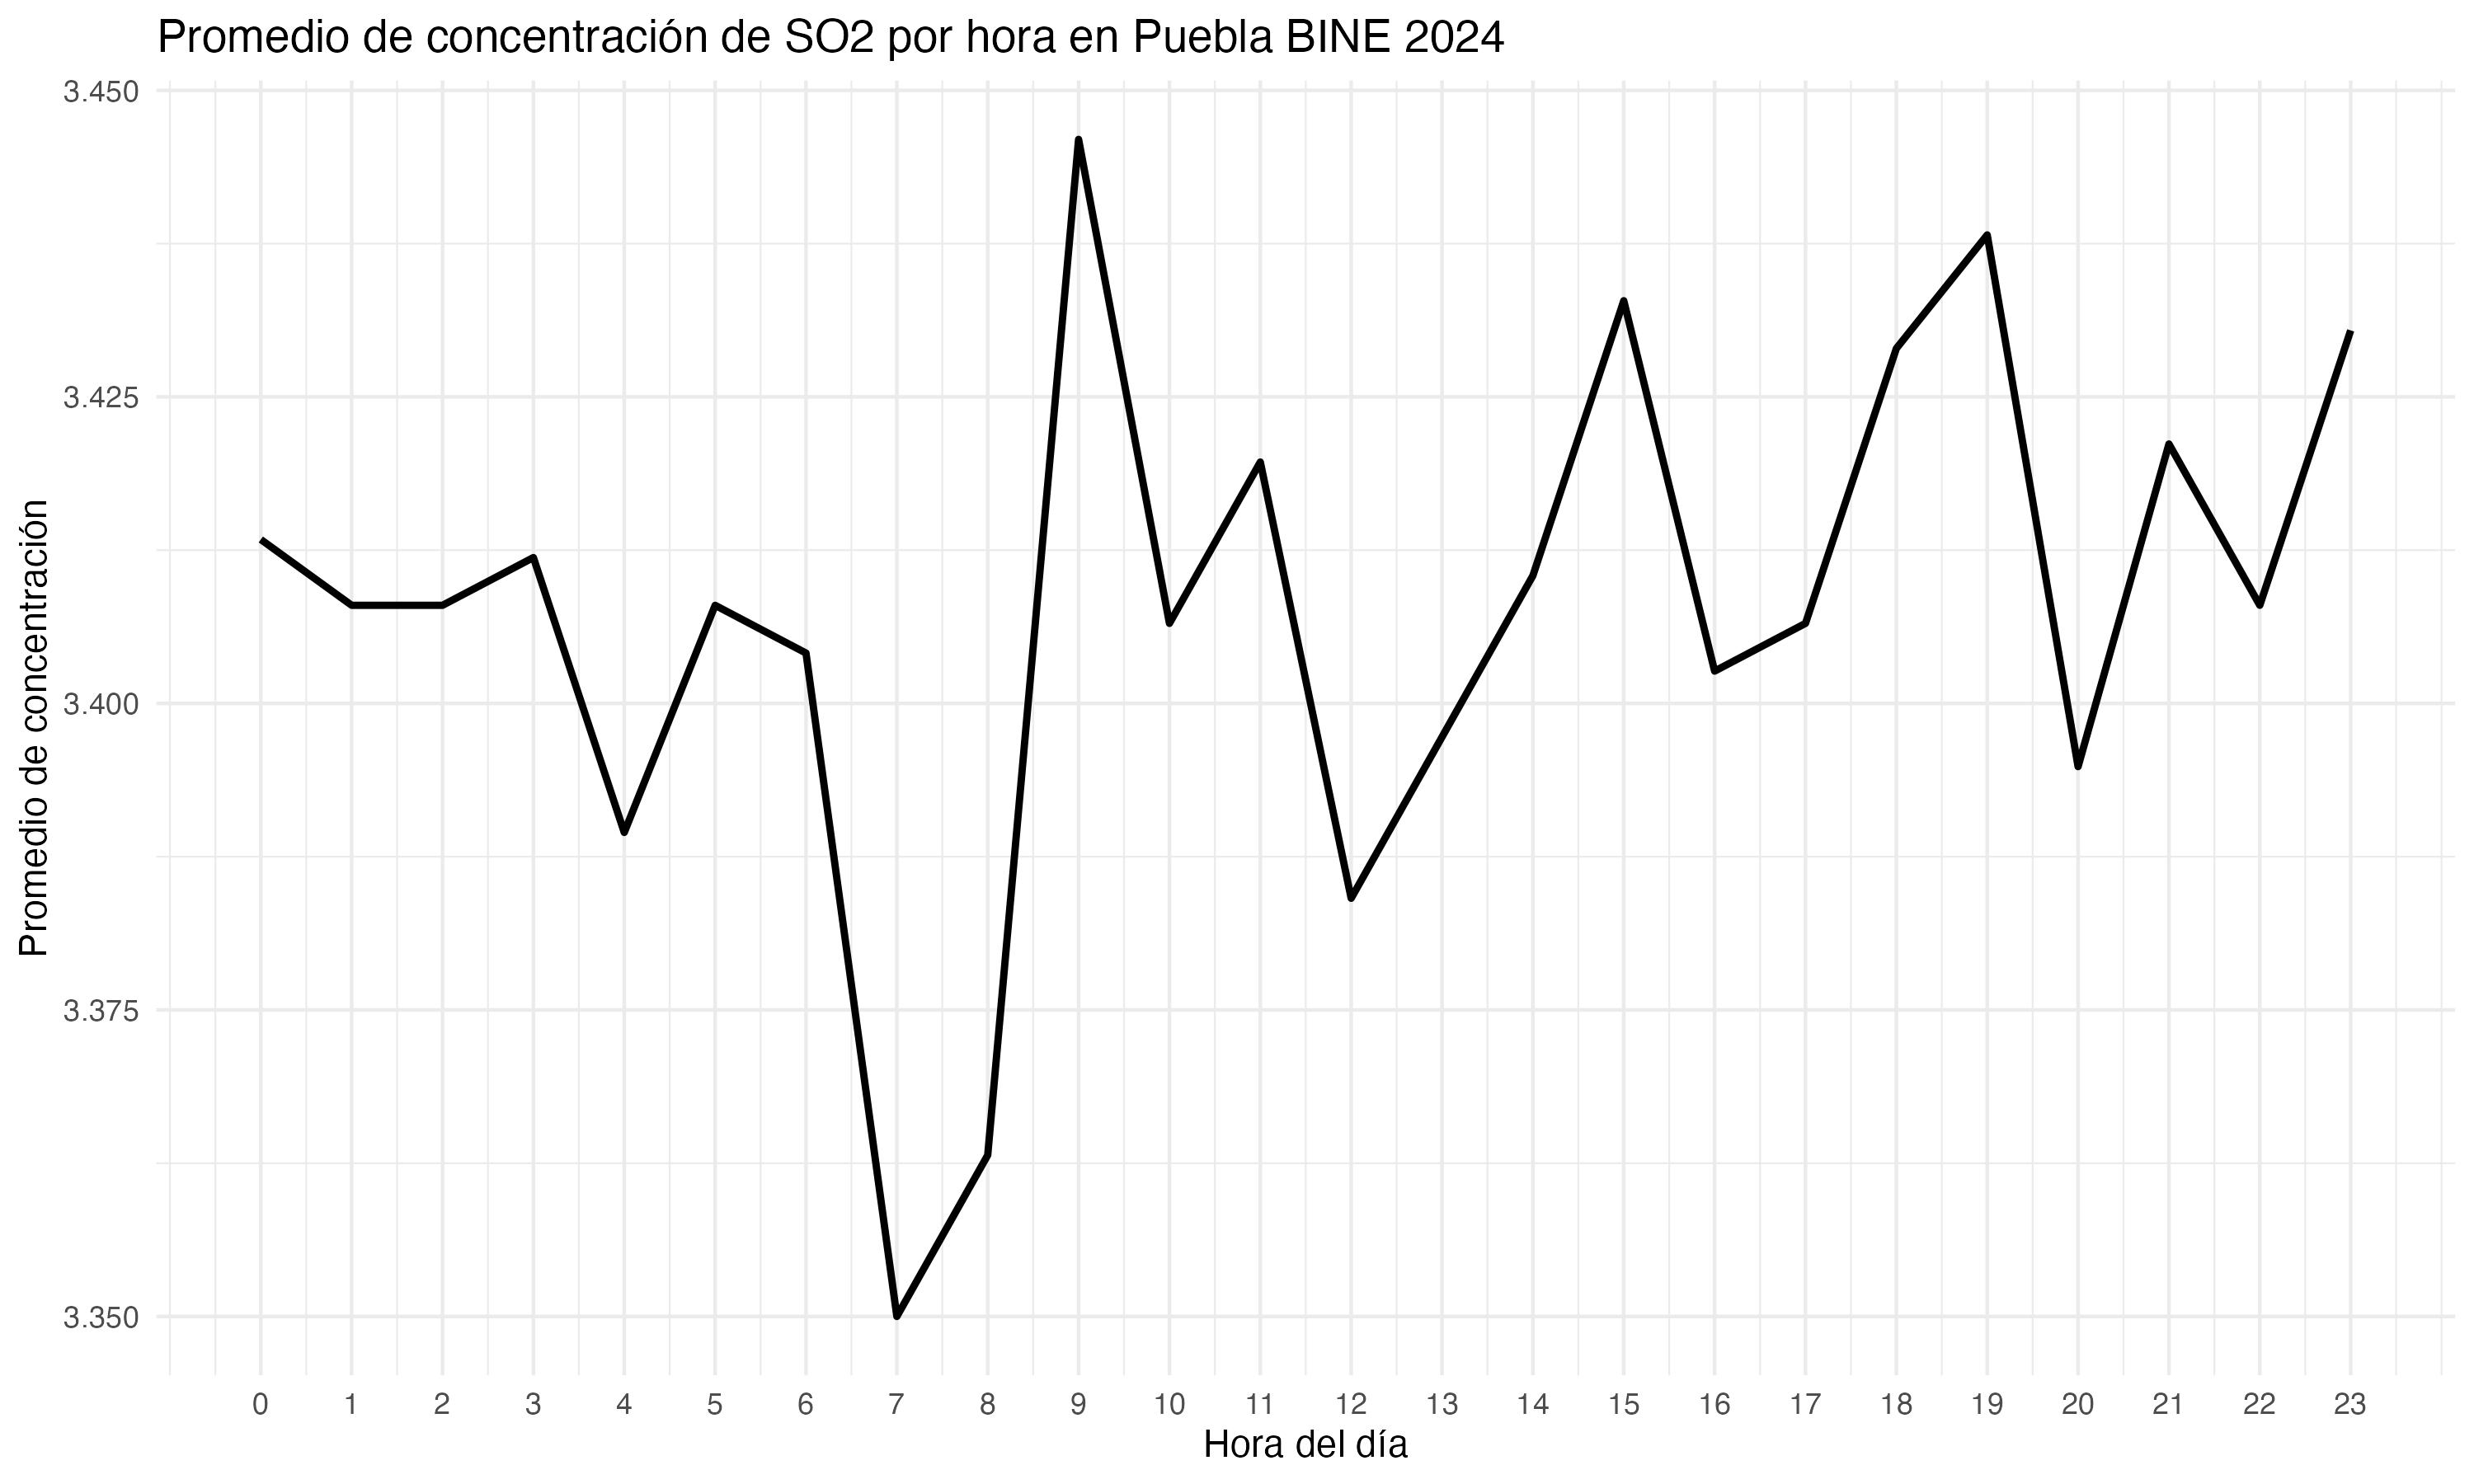 Promedio de concentración de SO2 por hora en Puebla BINE 2024
Promedio de concentración
3.450
3.425
3.400
3.375
3.350
0 1 2 3 4 5 6 7 8 9 10 11 12 13 14 15 16 17 18 19 20 21 22 23
Hora del día